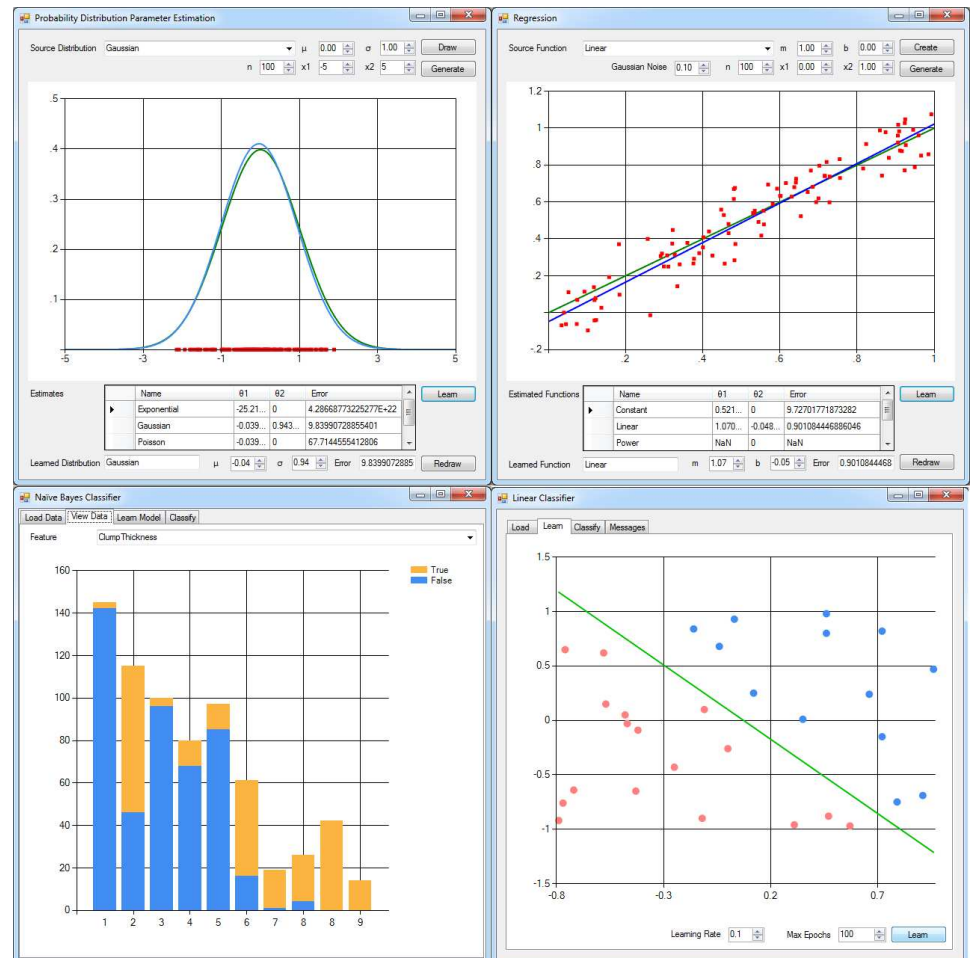 Probability Distribution Parameter Estimation
Source Distribution Gaussian μ 0.00 σ 1.00 Draw
n 100 x1 -5 x2 5 Generate
.5
.4
.3
.2
.1
-5 -3 -1 1 3 5
Estimates Name θ1 θ2 Error Learn
Exponential -25.21... 0 4.28668773225277E+22
Gaussian -0.039... 0.943... 9.83990728855401
Poisson -0.039... 0 67.7144555412806
Learned Distribution Gaussian μ -0.04 σ 0.94 Error 9.8399072885 Redraw
Regression
Source Function Linear m 1.00 b 0.00 Create
Gaussian Noise 0.10 n 100 x1 0.00 x2 1.00 Generate
1.2
1
.8
.6
.4
.2
-.2
.2 .4 .6 .8 1
Estimated Functions Name θ1 θ2 Error Learn
Constant 0.521... 0 9.72701771873282
Linear 1.070... -0.048... 0.901084446886046
Power NaN 0 NaN
Learned Function Linear m 1.07 b -0.05 Error 0.9010844468 Redraw
Naïve Bayes Classifier
Load Data View Data Learn Model Classify
Feature ClumpThickness
True
False
160
140
120
100
80
60
40
20
0
1 2 3 4 5 6 7 8 8 9
Linear Classifier
Load Learn Classify Messages
1.5
1
0.5
0
-0.5
-1
-1.5
-0.8 -0.3 0.2 0.7
Learning Rate 0.1 Max Epochs 100 Learn